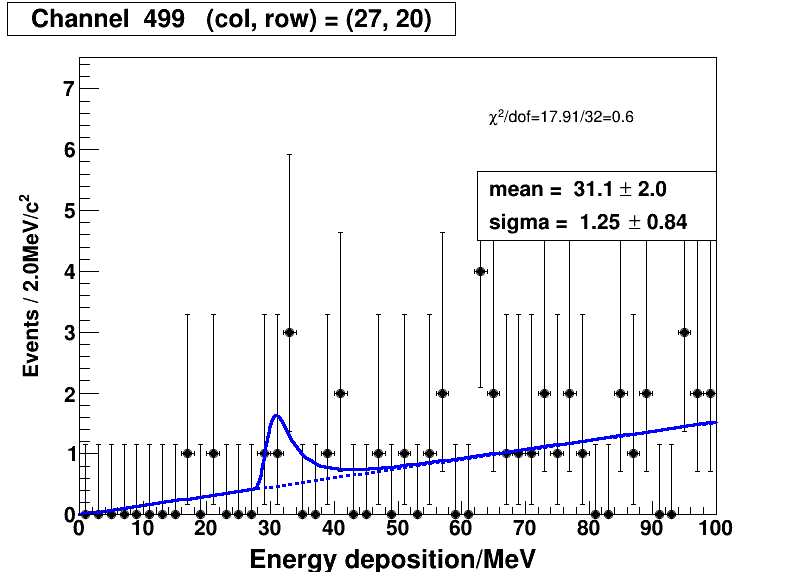 Channel 499 (col, row) = (27, 20)
7
6
5
4
3
2
1
0
Events / 2.0MeV/c²
χ²/dof=17.91/32=0.6
mean = 31.1 ± 2.0
sigma = 1.25 ± 0.84
0 10 20 30 40 50 60 70 80 90 100
Energy deposition/MeV